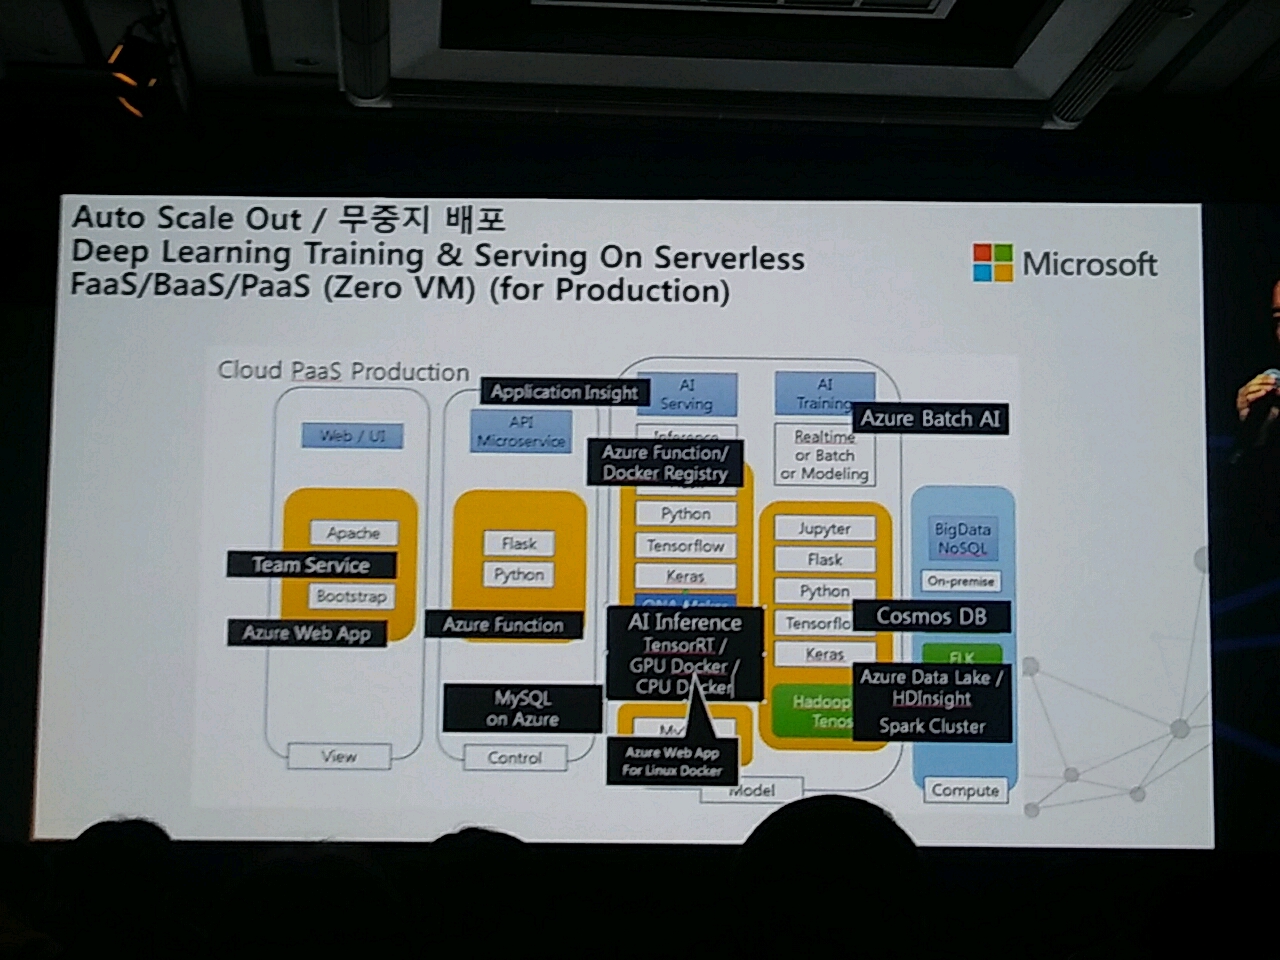 Auto Scale Out / 무중지 배포
Deep Learning Training & Serving On Serverless
FaaS/BaaS/PaaS (Zero VM) (for Production)
Microsoft
Cloud PaaS Production
Web / UI
Apache
Team Service
Bootstrap
Azure Web App
View
Application Insight
API
Microservice
Flask
Python
Azure Function
MySQL
on Azure
Control
AI
Serving
Azure Function/
Docker Registry
Python
Tensorflow
Keras
AI Inference
TensorRT /
GPU Docker /
CPU Docker
My
Azure Web App
For Linux Docker
Model
AI
Training
Azure Batch AI
Realtime
or Batch
or Modeling
Jupyter
Flask
Python
Tensorflo
Keras
Hadoop
Tenos
BigData
NoSQL
On-premise
Cosmos DB
ELK
Azure Data Lake /
HDInsight
Spark Cluster
Compute